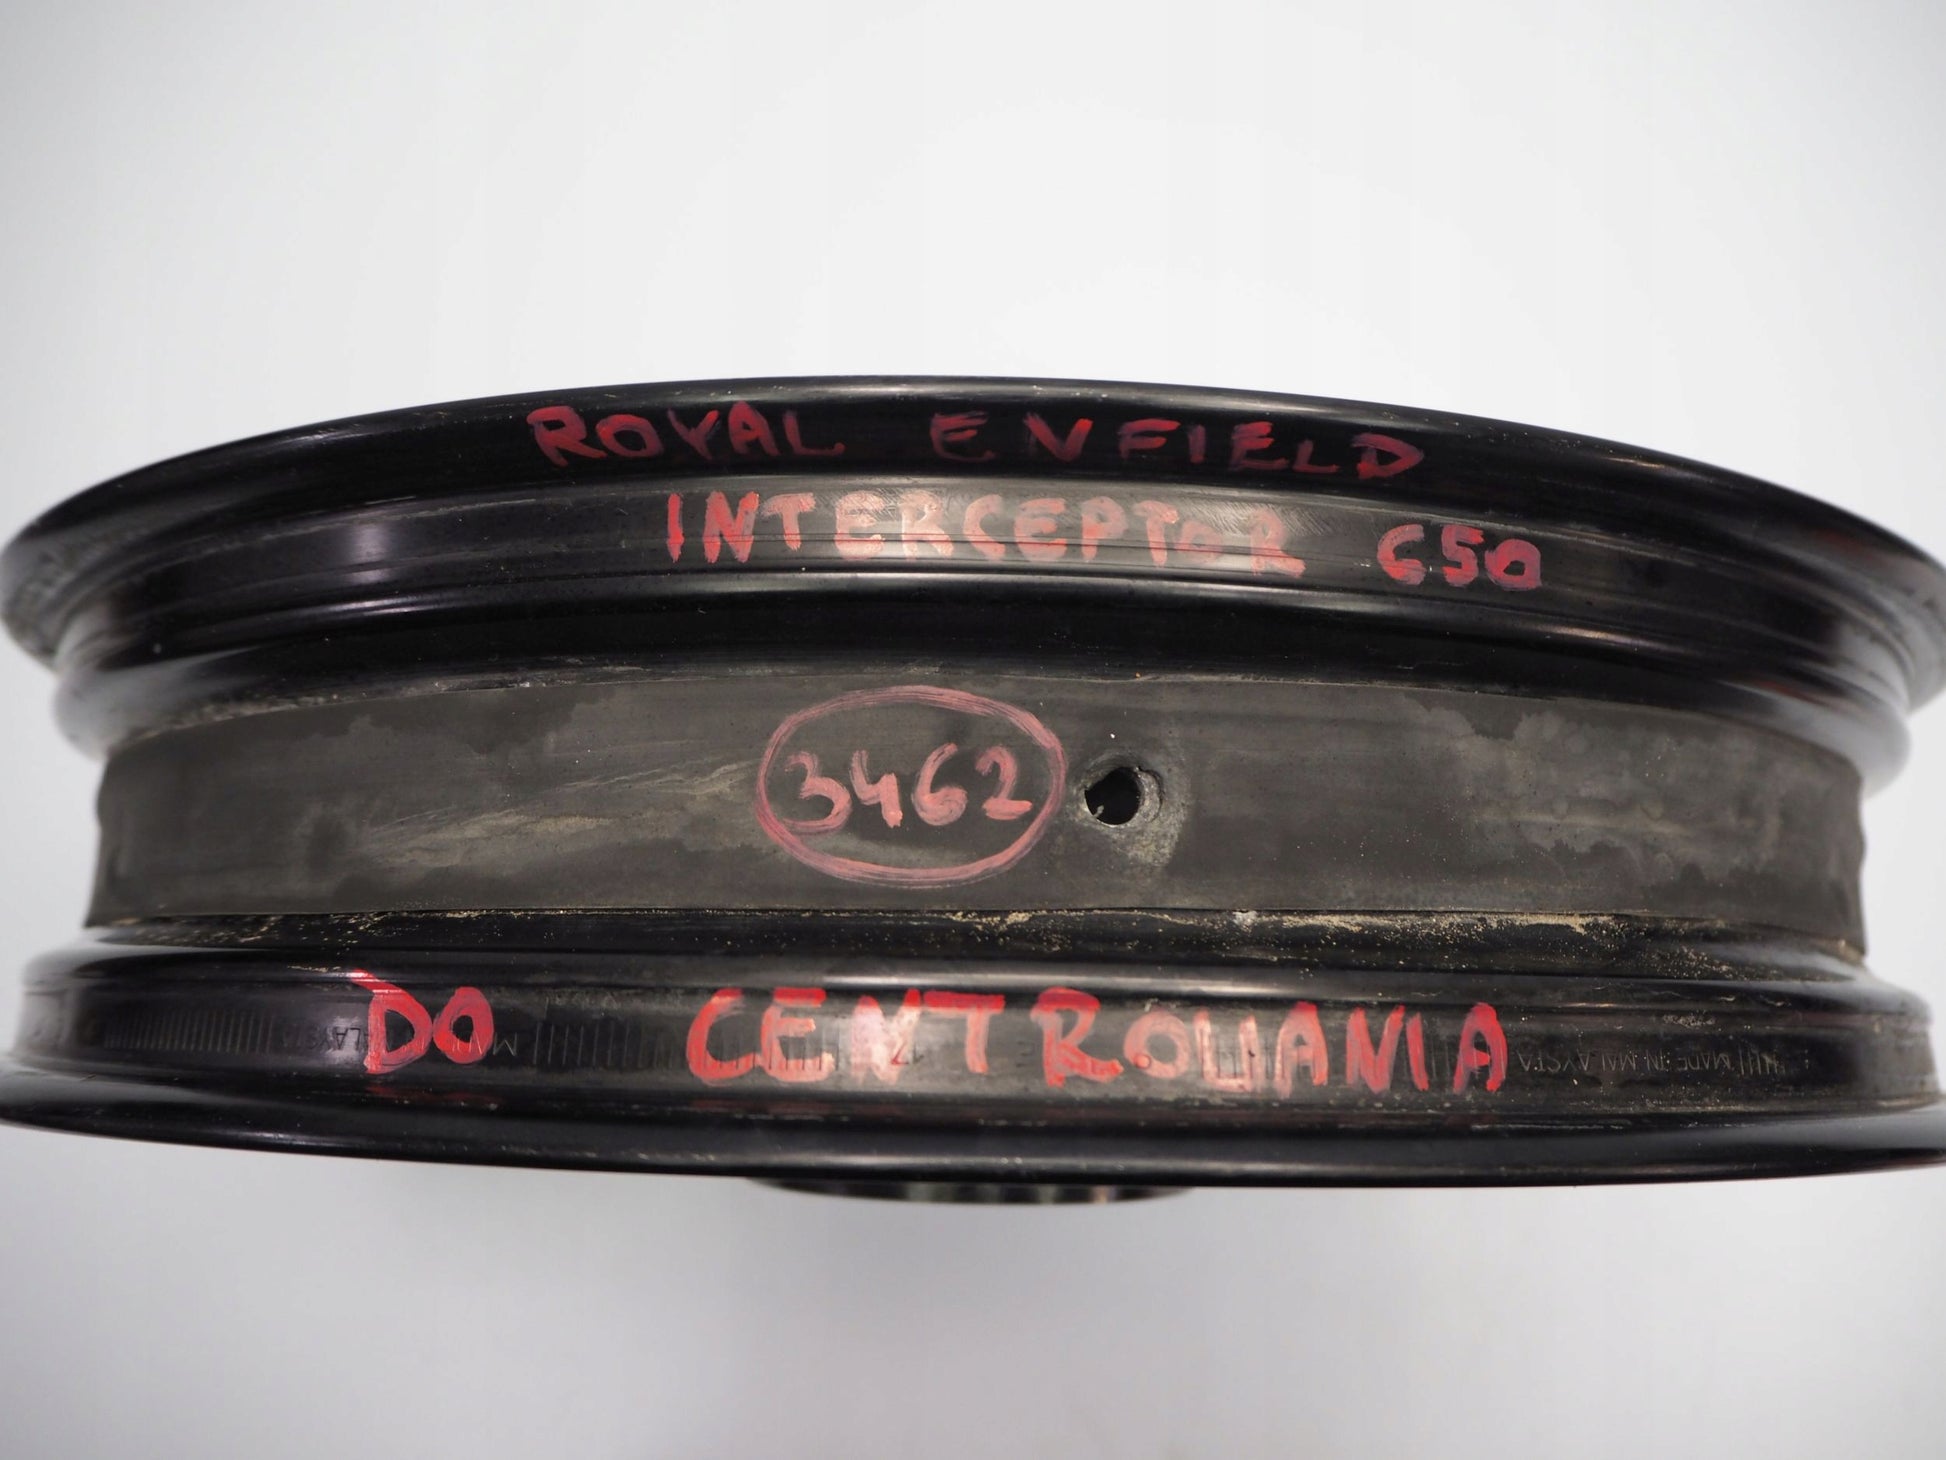 ROYAL ENFIELD
INTERCEPTOR 650
3462
DO CENTROWANIA
MADE IN MALAYSIA